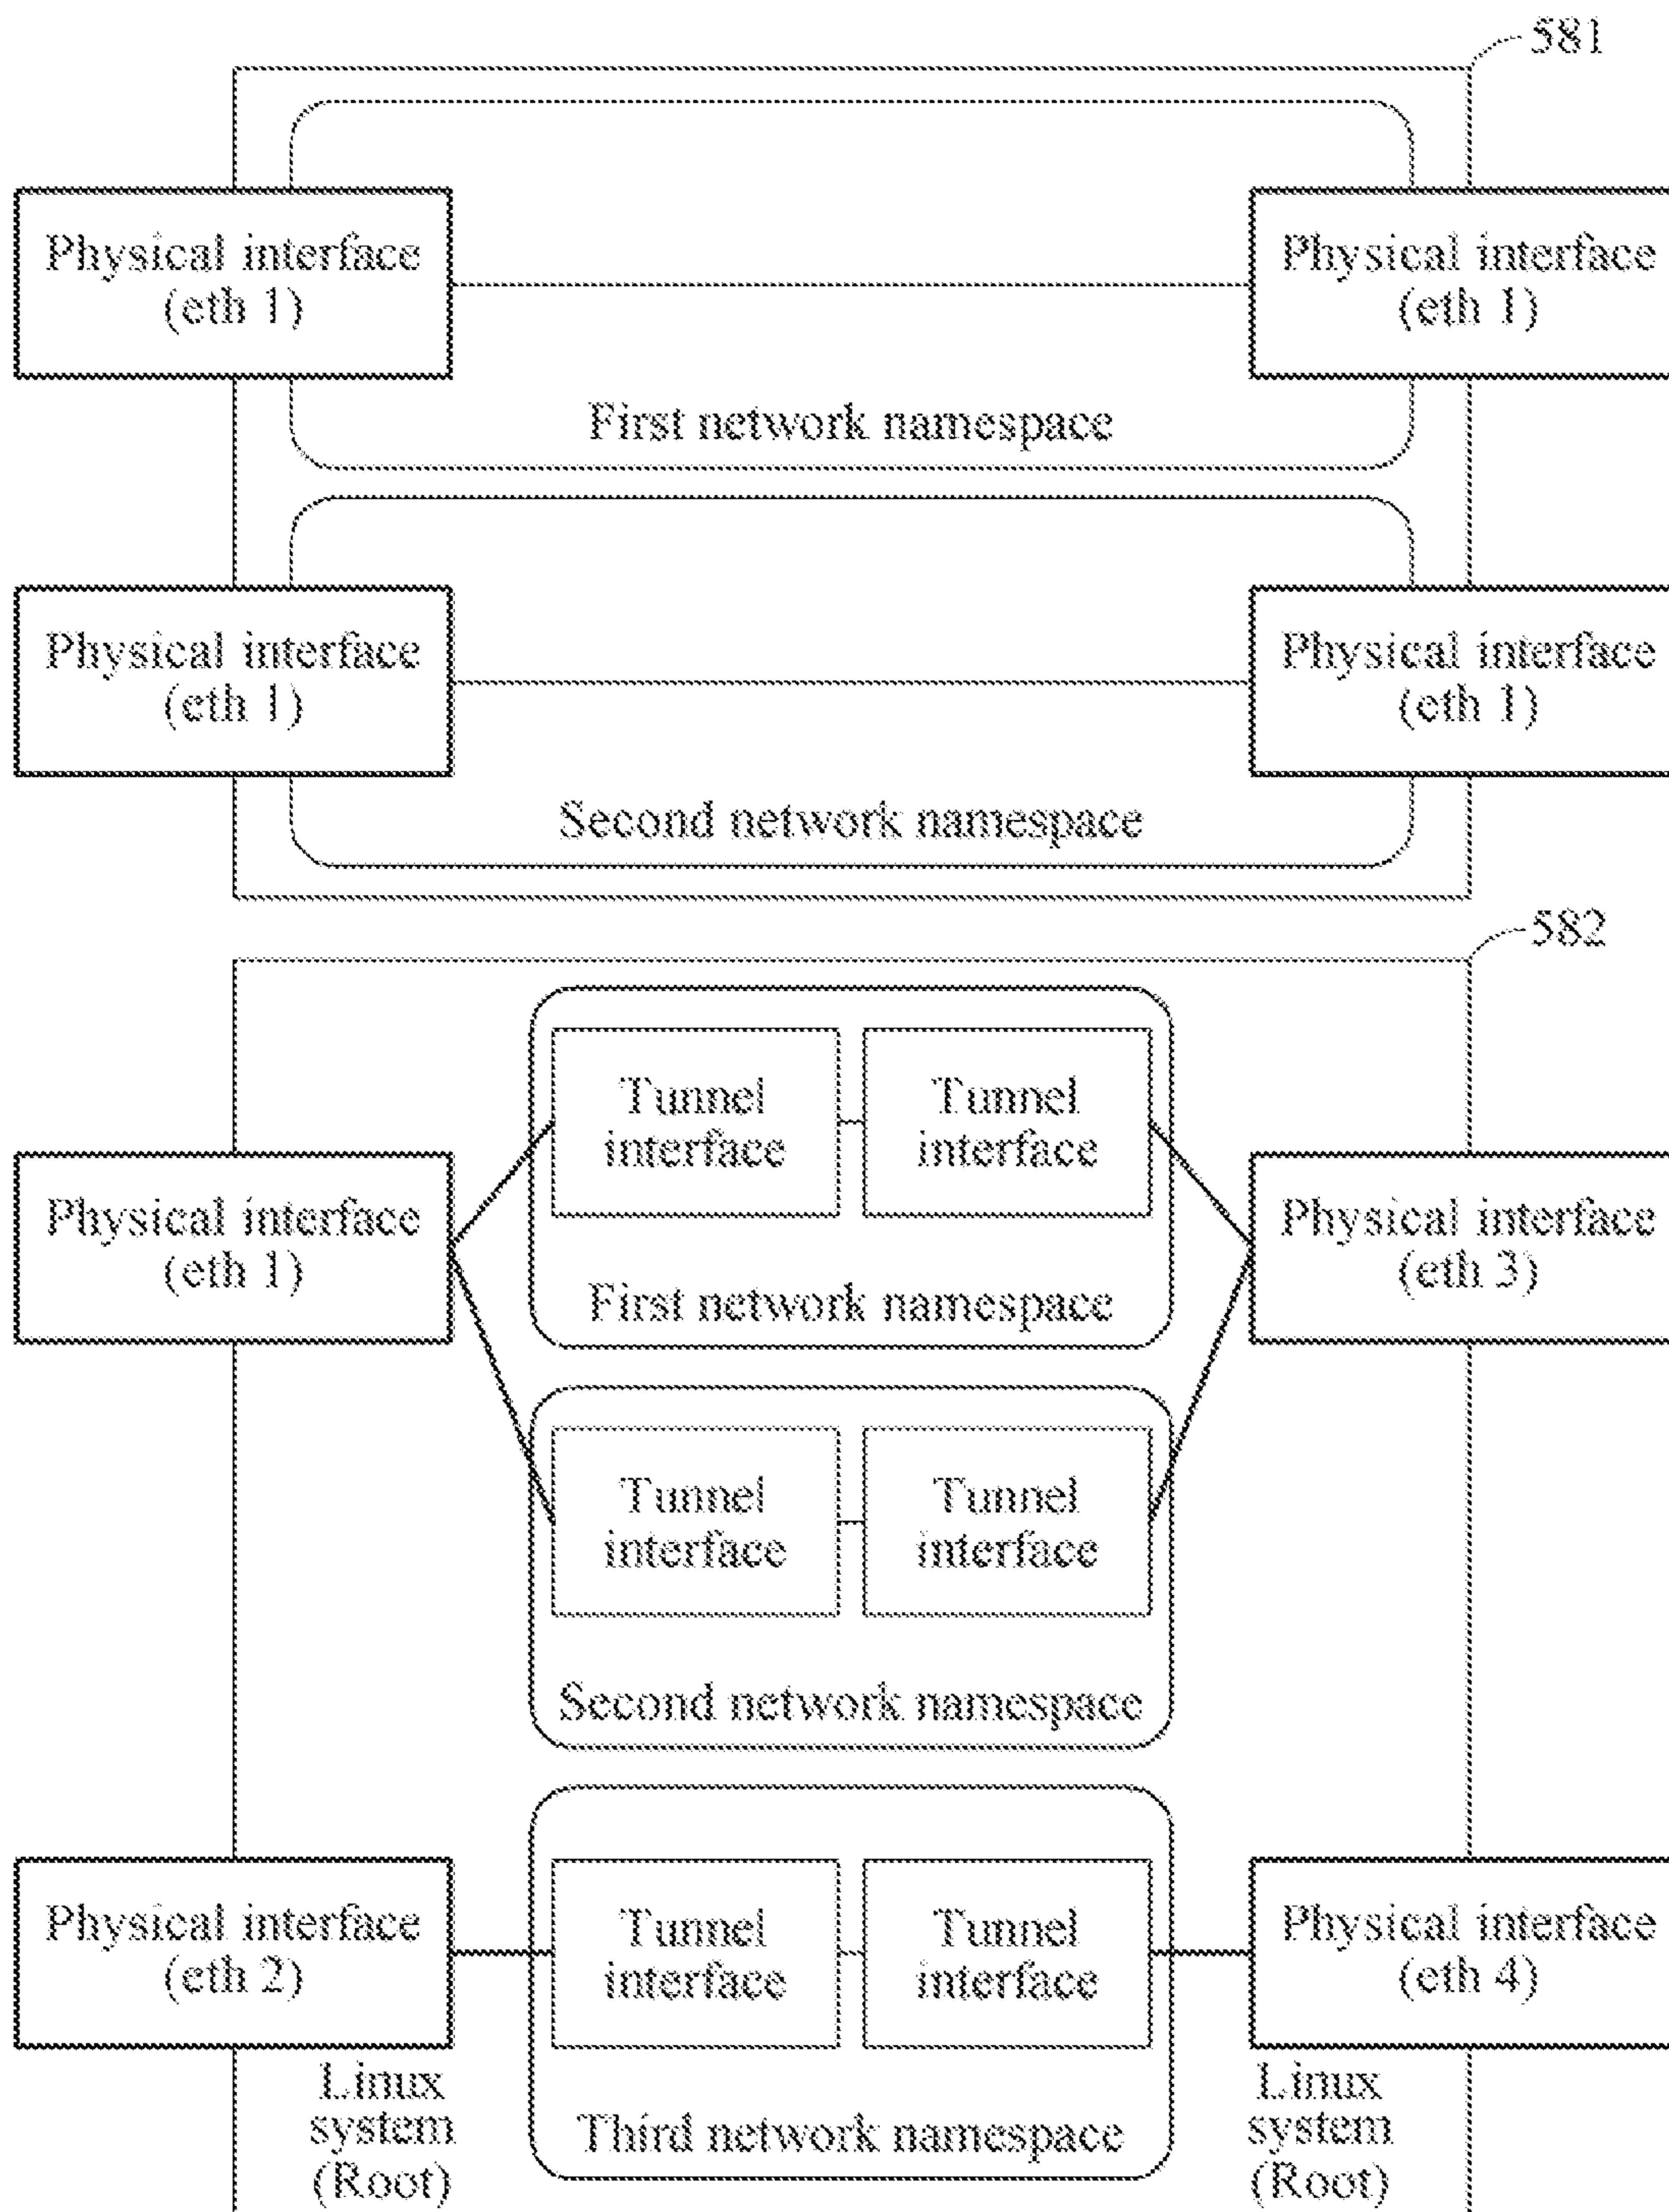 581
Physical interface
(eth 1)
Physical interface
(eth 1)
First network namespace
Physical interface
(eth 1)
Physical interface
(eth 1)
Second network namespace
582
Tunnel
interface
Tunnel
interface
Physical interface
(eth 1)
Physical interface
(eth 3)
First network namespace
Tunnel
interface
Tunnel
interface
Second network namespace
Physical interface
(eth 2)
Tunnel
interface
Tunnel
interface
Physical interface
(eth 4)
Linux
system
(Root)
Third network namespace
Linux
system
(Root)